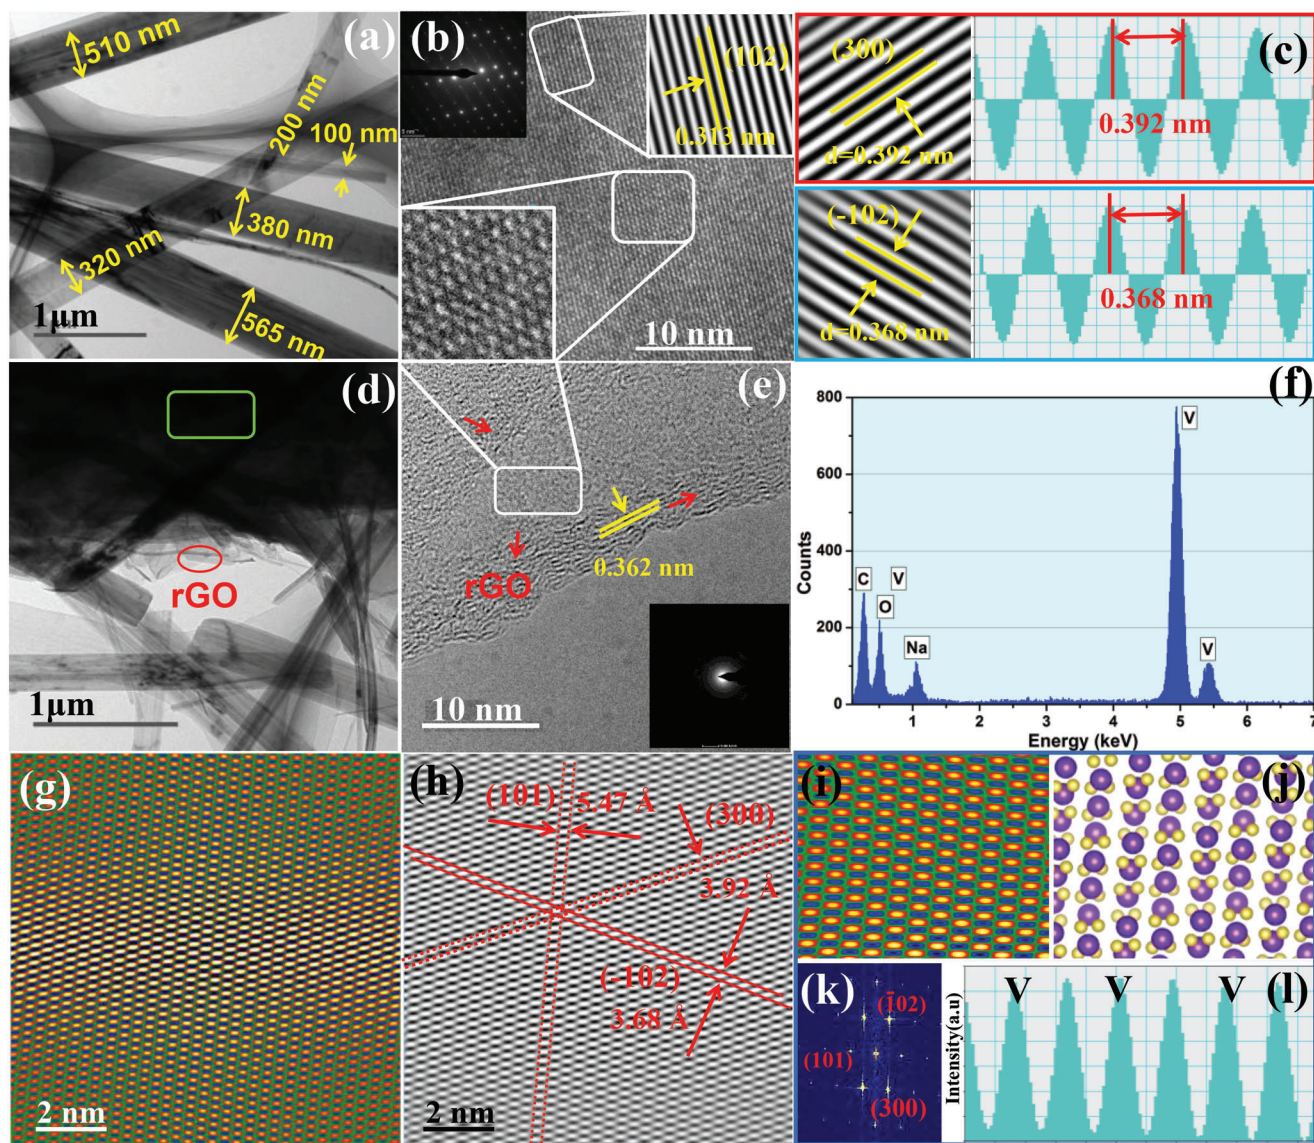 (a)
510 nm
200 nm
100 nm
380 nm
320 nm
565 nm
1μm
(b)
(102)
0.313 nm
10 nm
(c)
(300)
d=0.392 nm
0.392 nm
(-102)
d=0.368 nm
0.368 nm
(d)
rGO
1μm
(e)
rGO
0.362 nm
10 nm
(f)
800
600
400
200
0
Counts
C
V
O
Na
V
V
1
2
3
4
5
6
7
Energy (keV)
(g)
2 nm
(h)
(101)
5.47 Å
(300)
3.92 Å
(-102)
3.68 Å
2 nm
(i)
(j)
(k)
(1̄02)
(101)
(300)
(l)
V V V
Intensity(a.u)